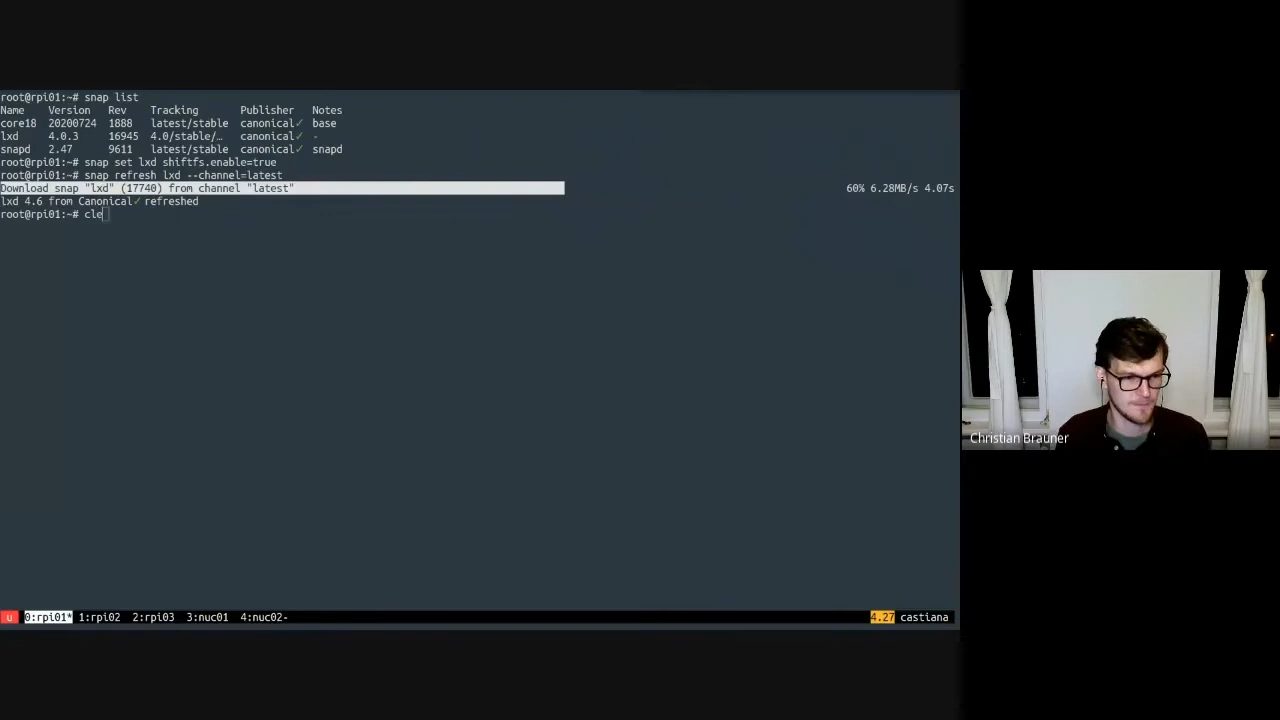 root@rpi01:~# snap list
Name Version Rev Tracking Publisher Notes
core18 20200724 1888 latest/stable canonical✓ base
lxd 4.0.3 16945 4.0/stable/… canonical✓ -
snapd 2.47 9611 latest/stable canonical✓ snapd
root@rpi01:~# snap set lxd shiftfs.enable=true
root@rpi01:~# snap refresh lxd --channel=latest
Download snap "lxd" (17740) from channel "latest" 60% 6.28MB/s 4.07s
lxd 4.6 from Canonical✓ refreshed
root@rpi01:~# cle
Christian Brauner
u 0:rpi01* 1:rpi02 2:rpi03 3:nuc01 4:nuc02- 4.27 castiana